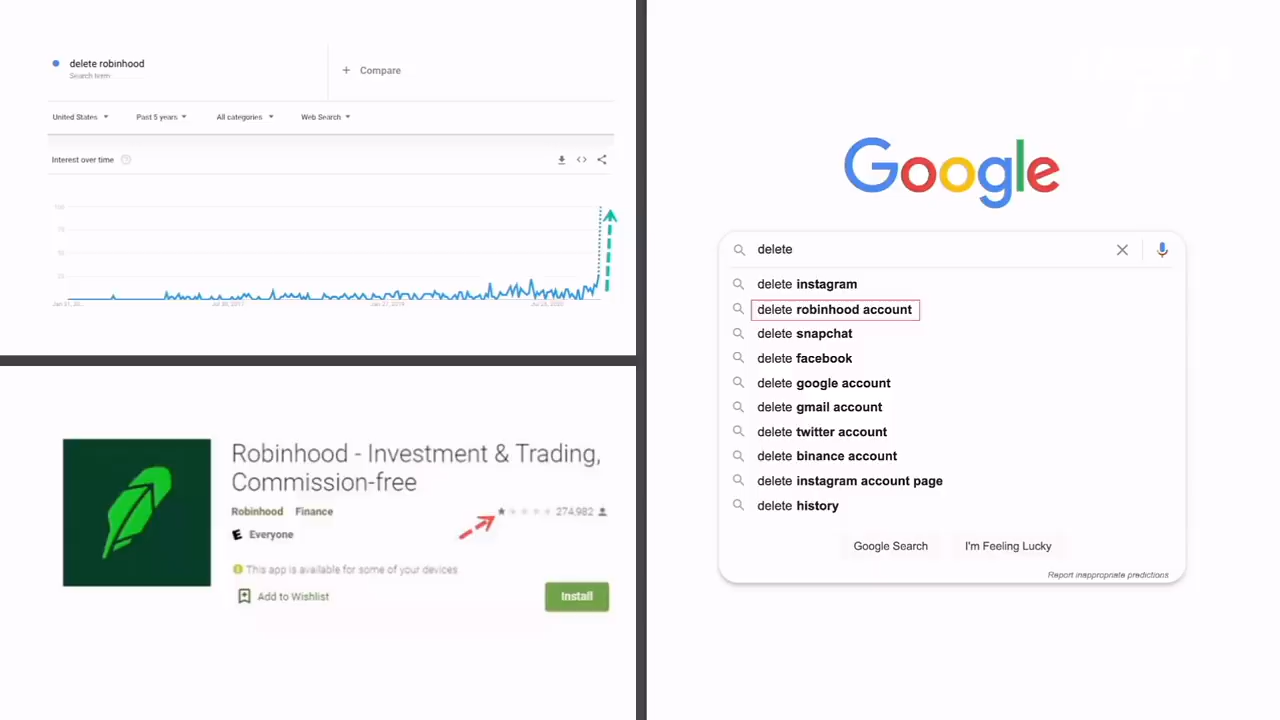 delete robinhood
Search term
+ Compare
United States
Past 5 years
All categories
Web Search
Interest over time
100
75
50
25
Jan 27, 2019
Robinhood - Investment & Trading,
Commission-free
Robinhood Finance
274,982
Everyone
This app is available for some of your devices
Add to Wishlist
Install
Google
delete
delete instagram
delete robinhood account
delete snapchat
delete facebook
delete google account
delete gmail account
delete twitter account
delete binance account
delete instagram account page
delete history
Google Search
I'm Feeling Lucky
Report inappropriate predictions